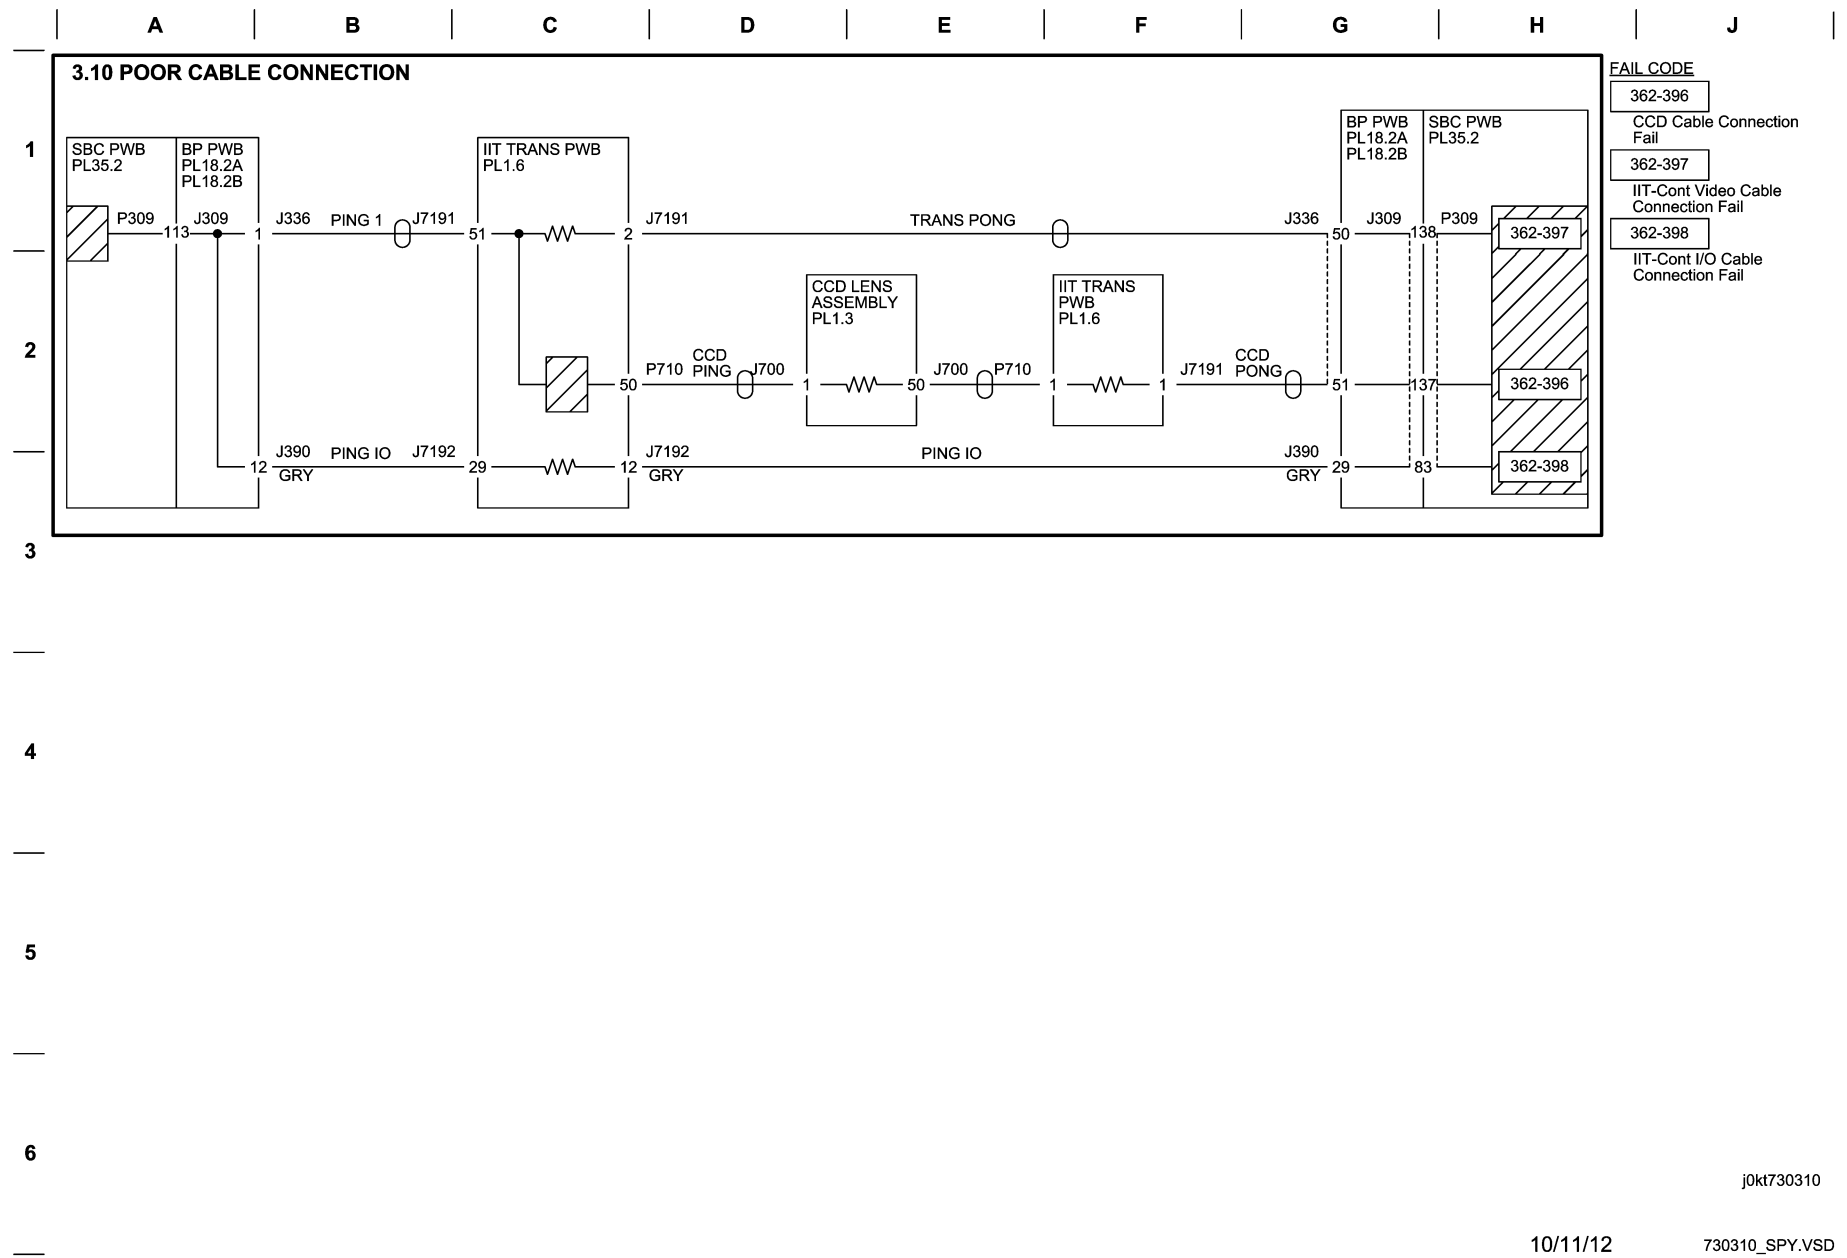 A B C D E F G H J
3.10 POOR CABLE CONNECTION
FAIL CODE
362-396
CCD Cable Connection
Fail
362-397
IIT-Cont Video Cable
Connection Fail
362-398
IIT-Cont I/O Cable
Connection Fail
1
SBC PWB
PL35.2
BP PWB
PL18.2A
PL18.2B
IIT TRANS PWB
PL1.6
BP PWB
PL18.2A
PL18.2B
SBC PWB
PL35.2
P309 113 J309 1 J336 PING 1 J7191 51 2 J7191 TRANS PONG J336 50 J309 138 P309 362-397
2
CCD LENS
ASSEMBLY
PL1.3
IIT TRANS
PWB
PL1.6
50 P710 CCD
PING J700 1 50 J700 P710 1 1 J7191 CCD
PONG 51 137 362-396
12 J390 PING IO J7192 29 12 J7192 PING IO J390 29 83 362-398
GRY GRY GRY
3
4
5
6
j0kt730310
10/11/12 730310_SPY.VSD